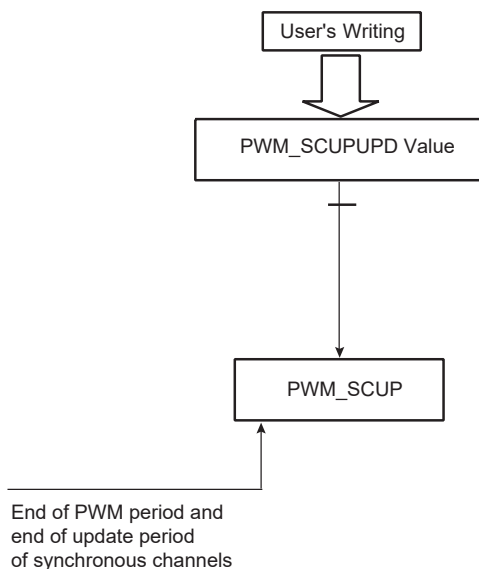 User's Writing
PWM_SCUPUPD Value
PWM_SCUP
End of PWM period and
end of update period
of synchronous channels